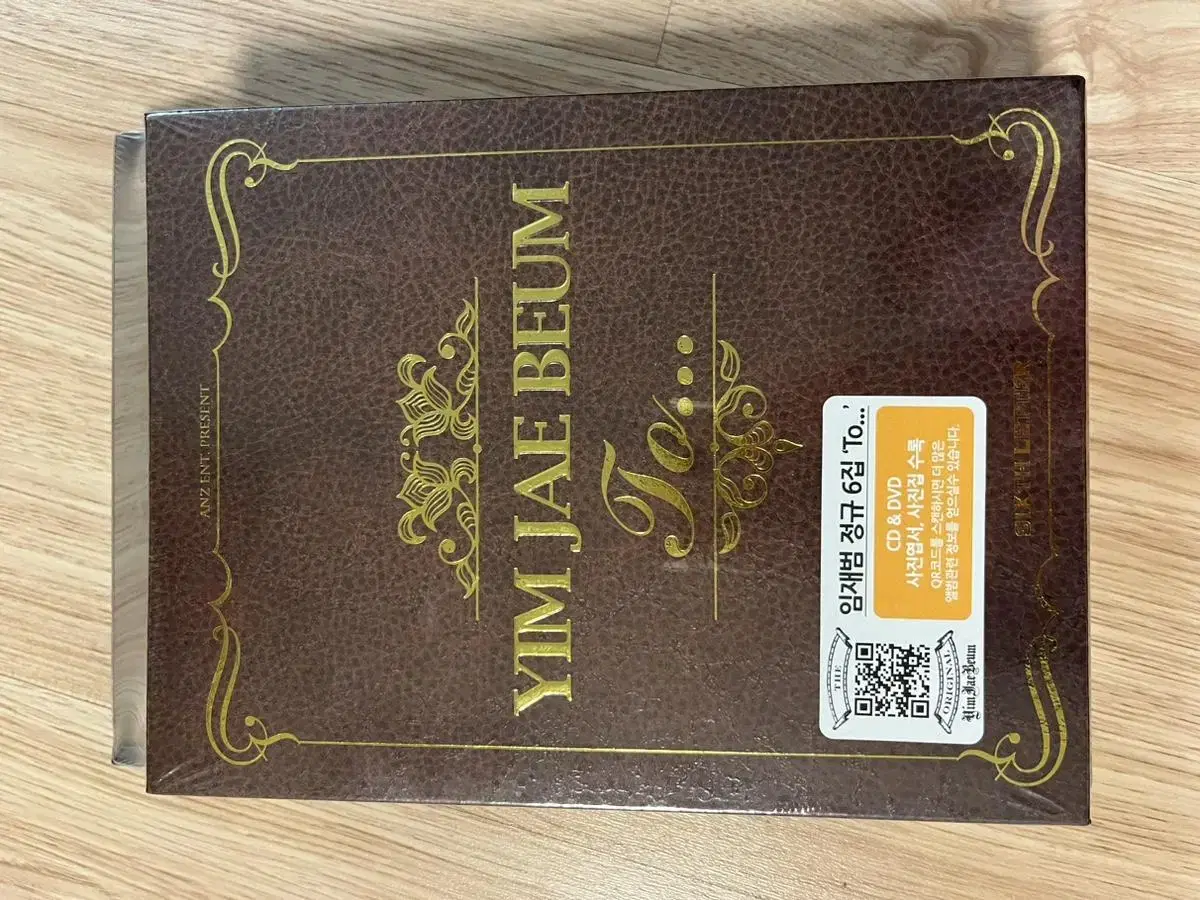 ANZ ENT. PRESENT
YIM JAE BEUM
To...
SIXTH LETTER
THE
ORIGINAL
Yim Jae Beum
임재범 정규 6집 ‘To...’
CD & DVD
사진엽서, 사진집 수록
QR코드를 스캔하시면 더 많은
앨범관련 정보를 얻으실수 있습니다.